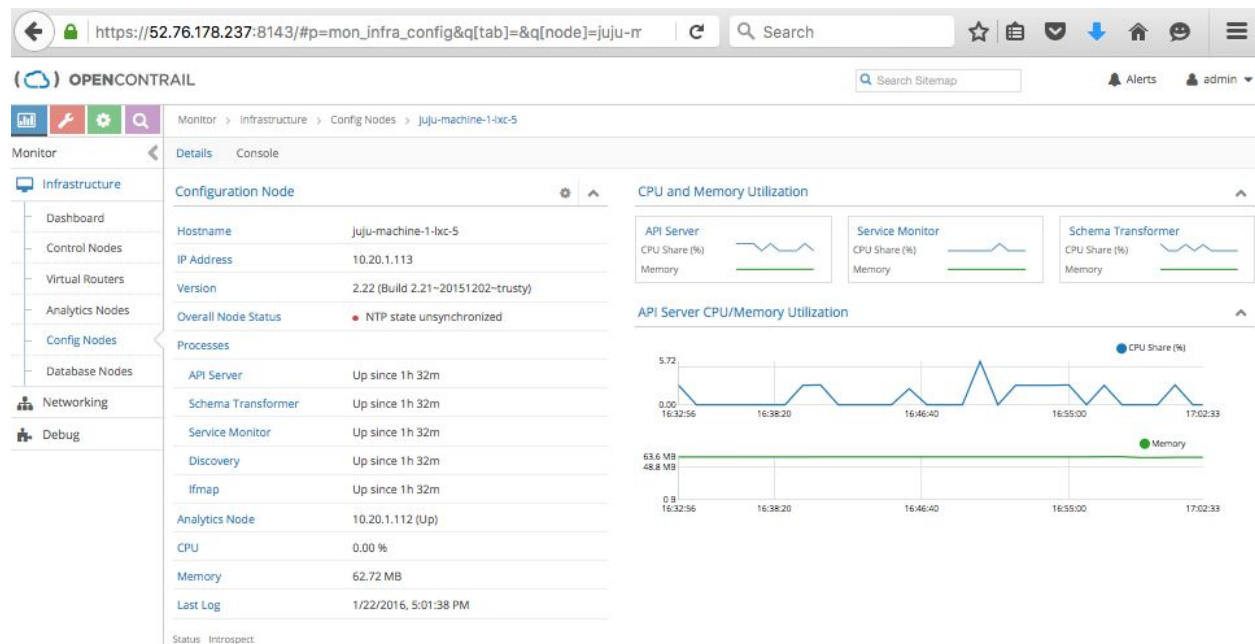 https://52.76.178.237:8143/#p=mon_infra_config&q[tab]=&q[node]=juju-m
Search
OPENCONTRAIL
Search Sitemap
Alerts
admin
Monitor > Infrastructure > Config Nodes > juju-machine-1-lxc-5
Monitor
Details Console
Infrastructure
Dashboard
Control Nodes
Virtual Routers
Analytics Nodes
Config Nodes
Database Nodes
Networking
Debug
Configuration Node
Hostname juju-machine-1-lxc-5
IP Address 10.20.1.113
Version 2.22 (Build 2.21~20151202~trusty)
Overall Node Status NTP state unsynchronized
Processes
API Server Up since 1h 32m
Schema Transformer Up since 1h 32m
Service Monitor Up since 1h 32m
Discovery Up since 1h 32m
Ifmap Up since 1h 32m
Analytics Node 10.20.1.112 (Up)
CPU 0.00 %
Memory 62.72 MB
Last Log 1/22/2016, 5:01:38 PM
Status Introspect
CPU and Memory Utilization
API Server
CPU Share (%)
Memory
Service Monitor
CPU Share (%)
Memory
Schema Transformer
CPU Share (%)
Memory
API Server CPU/Memory Utilization
CPU Share (%)
5.72
0.00
16:32:56 16:38:20 16:46:40 16:55:00 17:02:33
Memory
63.6 MB
48.8 MB
0 B
16:32:56 16:38:20 16:46:40 16:55:00 17:02:33